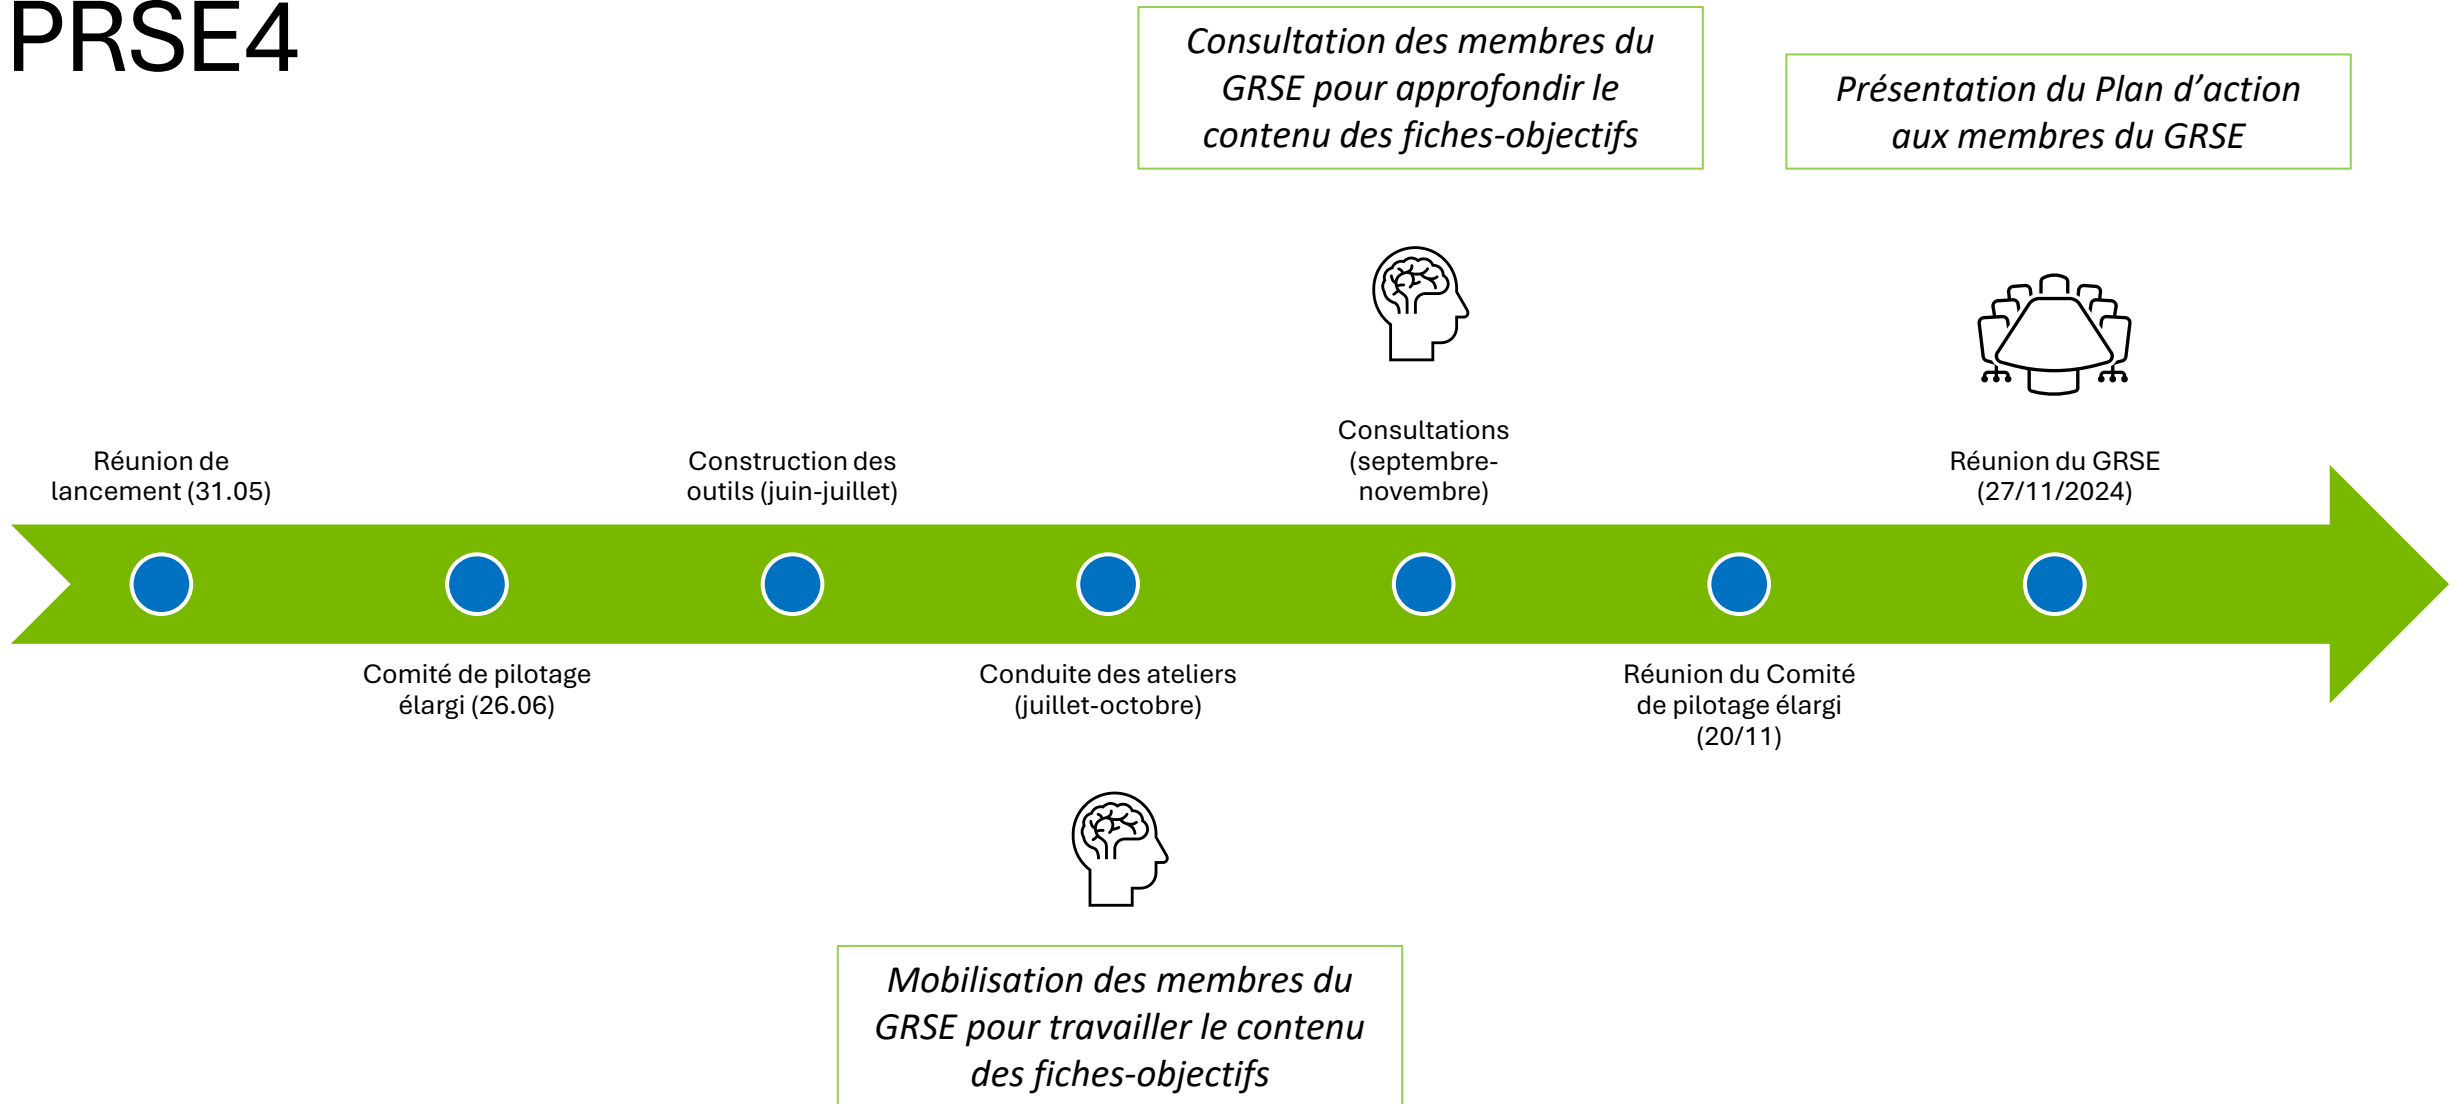 PRSE4
Consultation des membres du
GRSE pour approfondir le
contenu des fiches-objectifs
Présentation du Plan d’action
aux membres du GRSE
Réunion de
lancement (31.05)
Construction des
outils (juin-juillet)
Consultations
(septembre-
novembre)
Réunion du GRSE
(27/11/2024)
Comité de pilotage
élargi (26.06)
Conduite des ateliers
(juillet-octobre)
Réunion du Comité
de pilotage élargi
(20/11)
Mobilisation des membres du
GRSE pour travailler le contenu
des fiches-objectifs